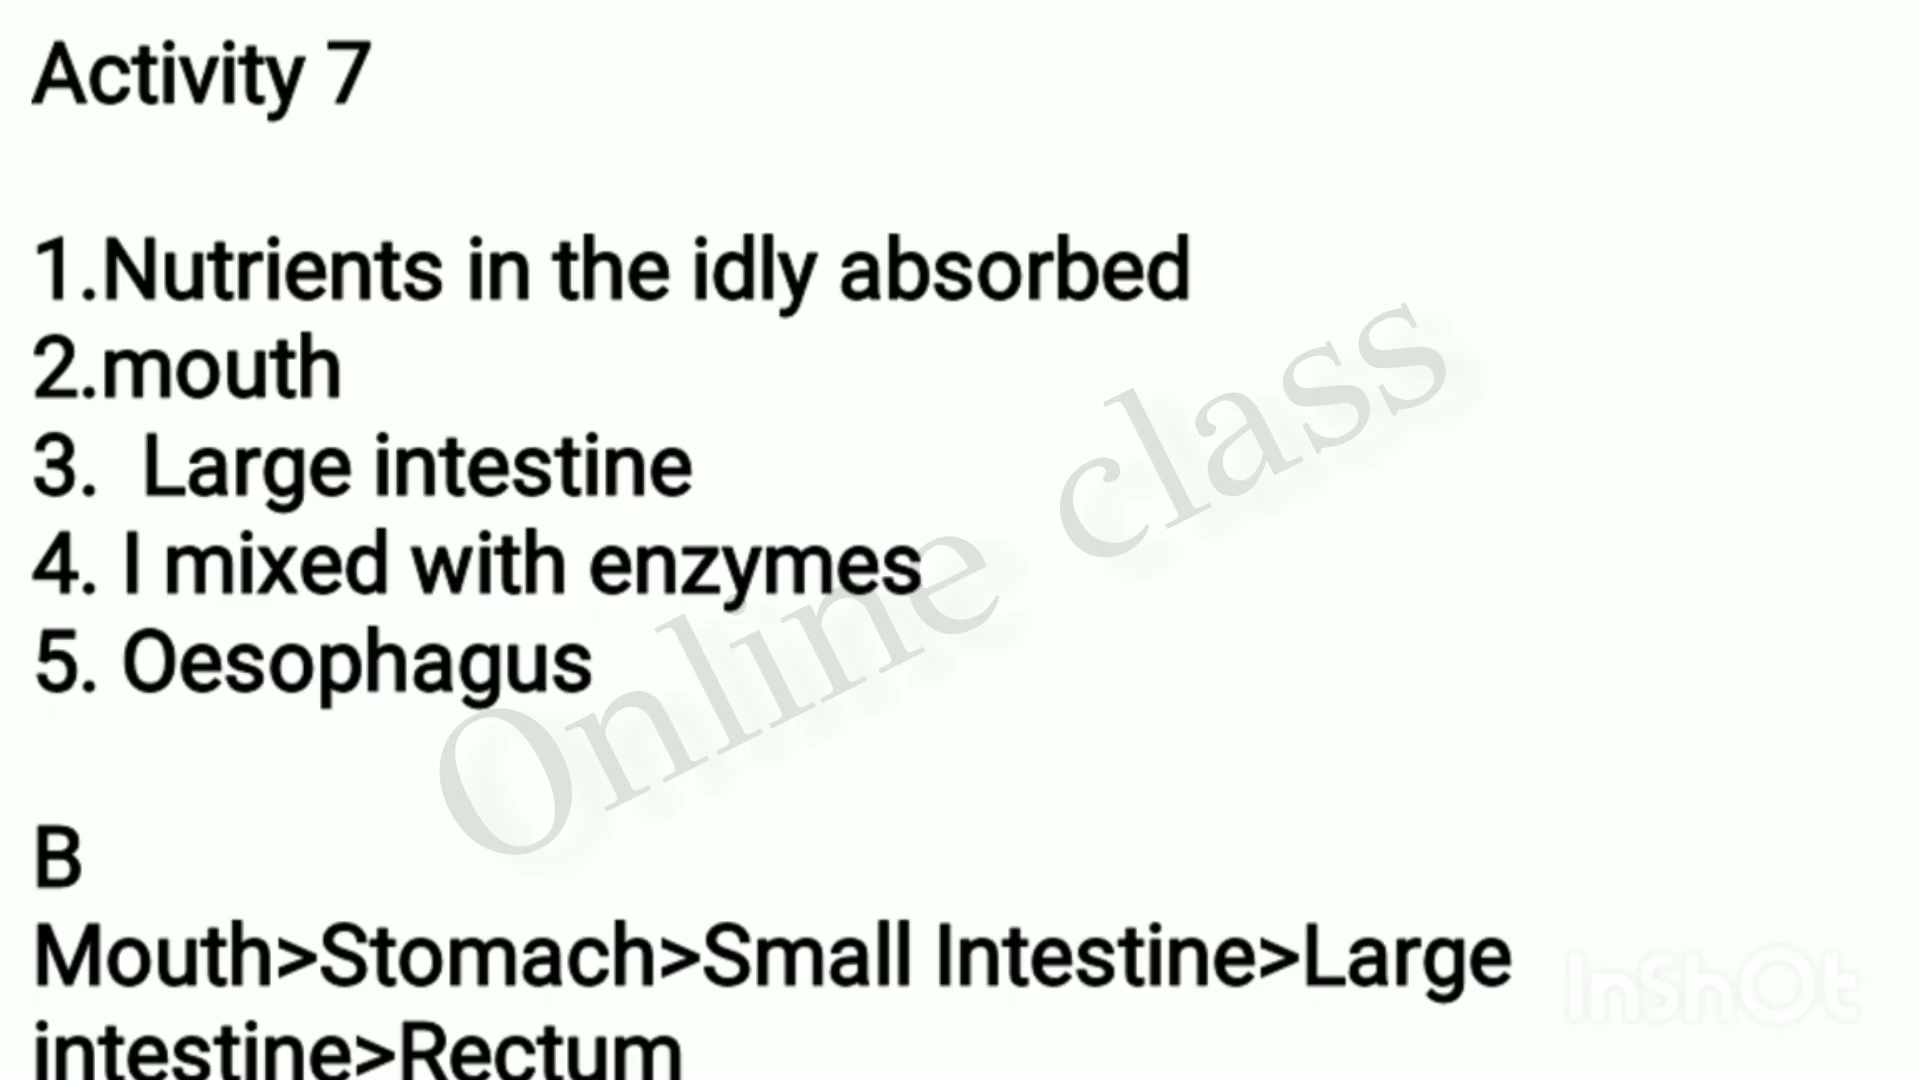 Activity 7
1.Nutrients in the idly absorbed
2.mouth
3.  Large intestine
4. I mixed with enzymes
5. Oesophagus
Online class
B
Mouth>Stomach>Small Intestine>Large
intestine>Rectum
InShOt